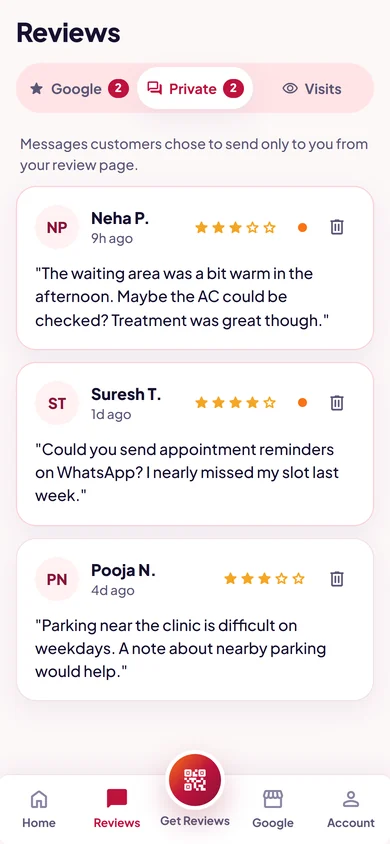 Reviews
Google 2
Private 2
Visits
Messages customers chose to send only to you from
your review page.
NP
Neha P.
9h ago
"The waiting area was a bit warm in the
afternoon. Maybe the AC could be
checked? Treatment was great though."
ST
Suresh T.
1d ago
"Could you send appointment reminders
on WhatsApp? I nearly missed my slot last
week."
PN
Pooja N.
4d ago
"Parking near the clinic is difficult on
weekdays. A note about nearby parking
would help."
Home
Reviews
Get Reviews
Google
Account